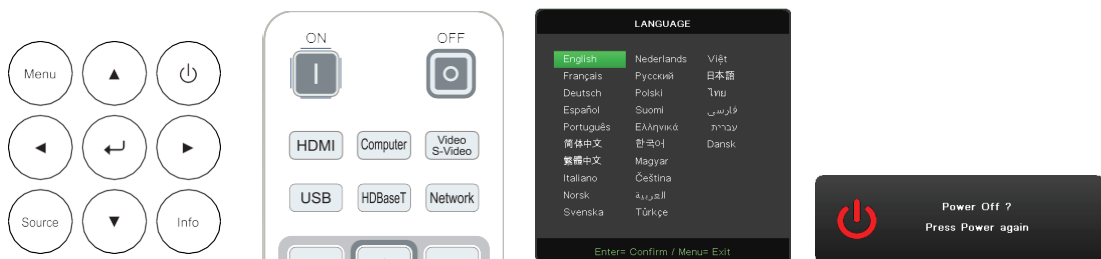 Menu
Source
Info
ON
OFF
HDMI
Computer
Video
S-Video
USB
HDBaseT
Network
LANGUAGE
English
Nederlands
Việt
Français
Русский
日本語
Deutsch
Polski
ไทย
Español
Suomi
فارسی
Português
Ελληνικά
עברית
简体中文
한국어
Dansk
繁體中文
Magyar
Italiano
Čeština
Norsk
العربية
Svenska
Türkçe
Enter= Confirm / Menu= Exit
Power Off ?
Press Power again